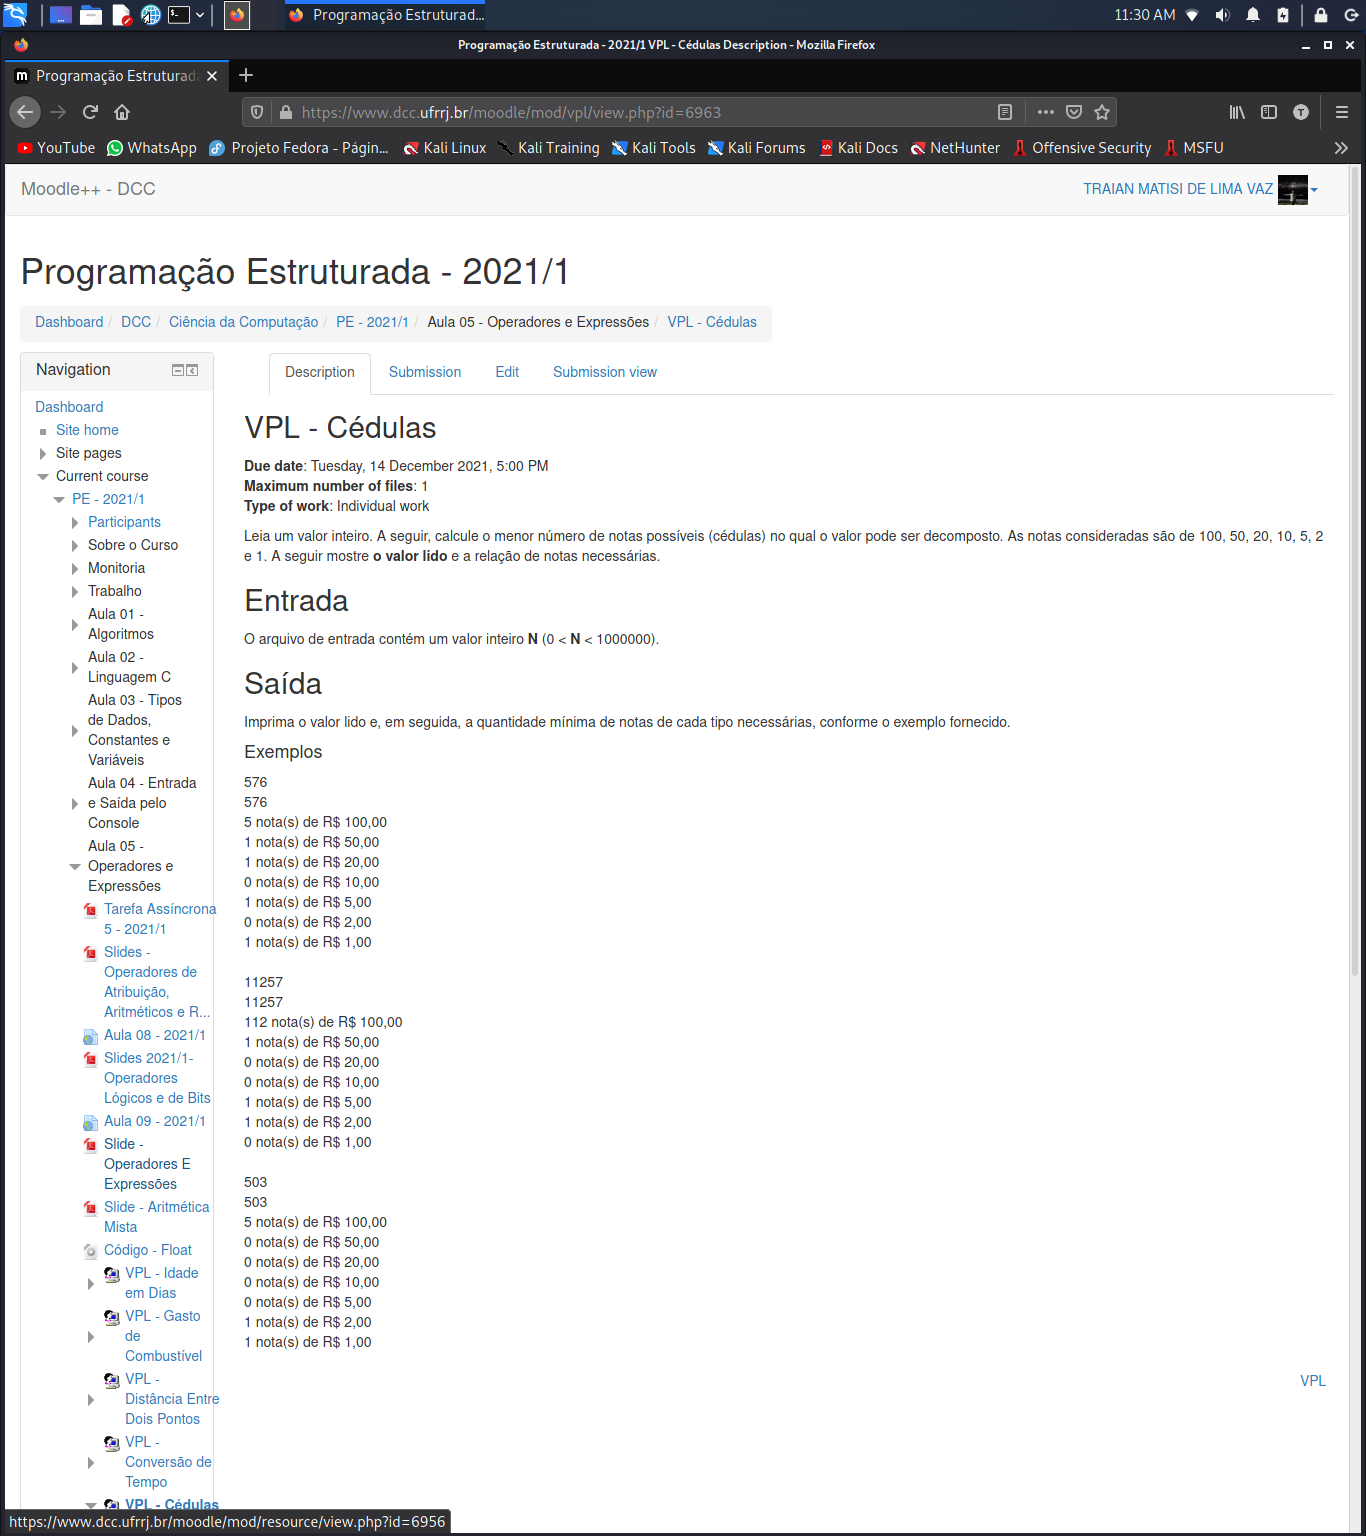 Programação Estruturad...
11:30 AM
Programação Estruturada - 2021/1 VPL - Cédulas Description - Mozilla Firefox
Programação Estruturad
https://www.dcc.ufrrj.br/moodle/mod/vpl/view.php?id=6963
YouTube WhatsApp Projeto Fedora - Págin... Kali Linux Kali Training Kali Tools Kali Forums Kali Docs NetHunter Offensive Security MSFU
Moodle++ - DCC
TRAIAN MATISI DE LIMA VAZ
Programação Estruturada - 2021/1
Dashboard / DCC / Ciência da Computação / PE - 2021/1 / Aula 05 - Operadores e Expressões / VPL - Cédulas
Navigation
Dashboard
Site home
Site pages
Current course
PE - 2021/1
Participants
Sobre o Curso
Monitoria
Trabalho
Aula 01 -
Algoritmos
Aula 02 -
Linguagem C
Aula 03 - Tipos
de Dados,
Constantes e
Variáveis
Aula 04 - Entrada
e Saída pelo
Console
Aula 05 -
Operadores e
Expressões
Tarefa Assíncrona
5 - 2021/1
Slides -
Operadores de
Atribuição,
Aritméticos e R...
Aula 08 - 2021/1
Slides 2021/1-
Operadores
Lógicos e de Bits
Aula 09 - 2021/1
Slide -
Operadores E
Expressões
Slide - Aritmética
Mista
Código - Float
VPL - Idade
em Dias
VPL - Gasto
de
Combustível
VPL -
Distância Entre
Dois Pontos
VPL -
Conversão de
Tempo
VPL - Cédulas
Description Submission Edit Submission view
VPL - Cédulas
Due date: Tuesday, 14 December 2021, 5:00 PM
Maximum number of files: 1
Type of work: Individual work
Leia um valor inteiro. A seguir, calcule o menor número de notas possíveis (cédulas) no qual o valor pode ser decomposto. As notas consideradas são de 100, 50, 20, 10, 5, 2
e 1. A seguir mostre o valor lido e a relação de notas necessárias.
Entrada
O arquivo de entrada contém um valor inteiro N (0 < N < 1000000).
Saída
Imprima o valor lido e, em seguida, a quantidade mínima de notas de cada tipo necessárias, conforme o exemplo fornecido.
Exemplos
576
576
5 nota(s) de R$ 100,00
1 nota(s) de R$ 50,00
1 nota(s) de R$ 20,00
0 nota(s) de R$ 10,00
1 nota(s) de R$ 5,00
0 nota(s) de R$ 2,00
1 nota(s) de R$ 1,00
11257
11257
112 nota(s) de R$ 100,00
1 nota(s) de R$ 50,00
0 nota(s) de R$ 20,00
0 nota(s) de R$ 10,00
1 nota(s) de R$ 5,00
1 nota(s) de R$ 2,00
0 nota(s) de R$ 1,00
503
503
5 nota(s) de R$ 100,00
0 nota(s) de R$ 50,00
0 nota(s) de R$ 20,00
0 nota(s) de R$ 10,00
0 nota(s) de R$ 5,00
1 nota(s) de R$ 2,00
1 nota(s) de R$ 1,00
VPL
https://www.dcc.ufrrj.br/moodle/mod/resource/view.php?id=6956